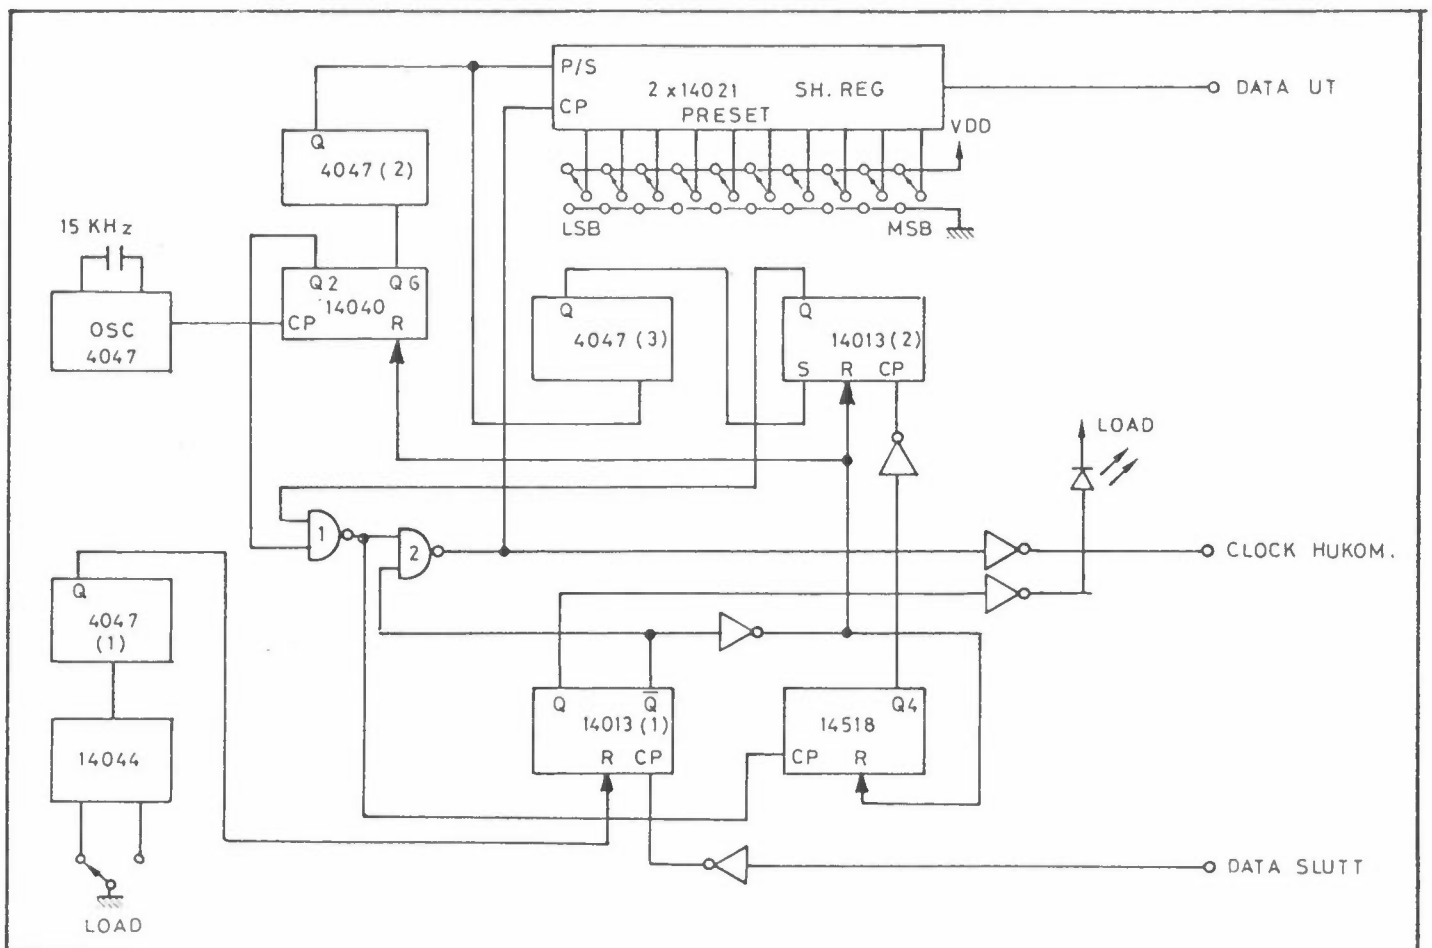 P/S
2 x 14021 SH. REG
DATA UT
CP
PRESET
VDD
Q
4047 (2)
LSB
MSB
15 KHz
Q2 Q6
14040
CP R
OSC
4047
Q
4047 (3)
Q
14013 (2)
S R CP
LOAD
1
2
CLOCK HUKOM.
Q
4047
(1)
Q Q̅
14013 (1)
R CP
Q4
14518
CP R
14044
DATA SLUTT
LOAD